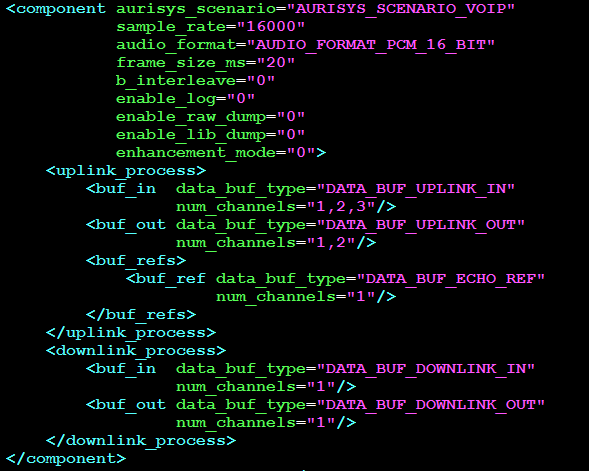 <component aurisys_scenario="AURISYS_SCENARIO_VOIP"
           sample_rate="16000"
           audio_format="AUDIO_FORMAT_PCM_16_BIT"
           frame_size_ms="20"
           b_interleave="0"
           enable_log="0"
           enable_raw_dump="0"
           enable_lib_dump="0"
           enhancement_mode="0">
    <uplink_process>
        <buf_in  data_buf_type="DATA_BUF_UPLINK_IN"
                 num_channels="1,2,3"/>
        <buf_out data_buf_type="DATA_BUF_UPLINK_OUT"
                 num_channels="1,2"/>
        <buf_refs>
            <buf_ref data_buf_type="DATA_BUF_ECHO_REF"
                     num_channels="1"/>
        </buf_refs>
    </uplink_process>
    <downlink_process>
        <buf_in  data_buf_type="DATA_BUF_DOWNLINK_IN"
                 num_channels="1"/>
        <buf_out data_buf_type="DATA_BUF_DOWNLINK_OUT"
                 num_channels="1"/>
    </downlink_process>
</component>